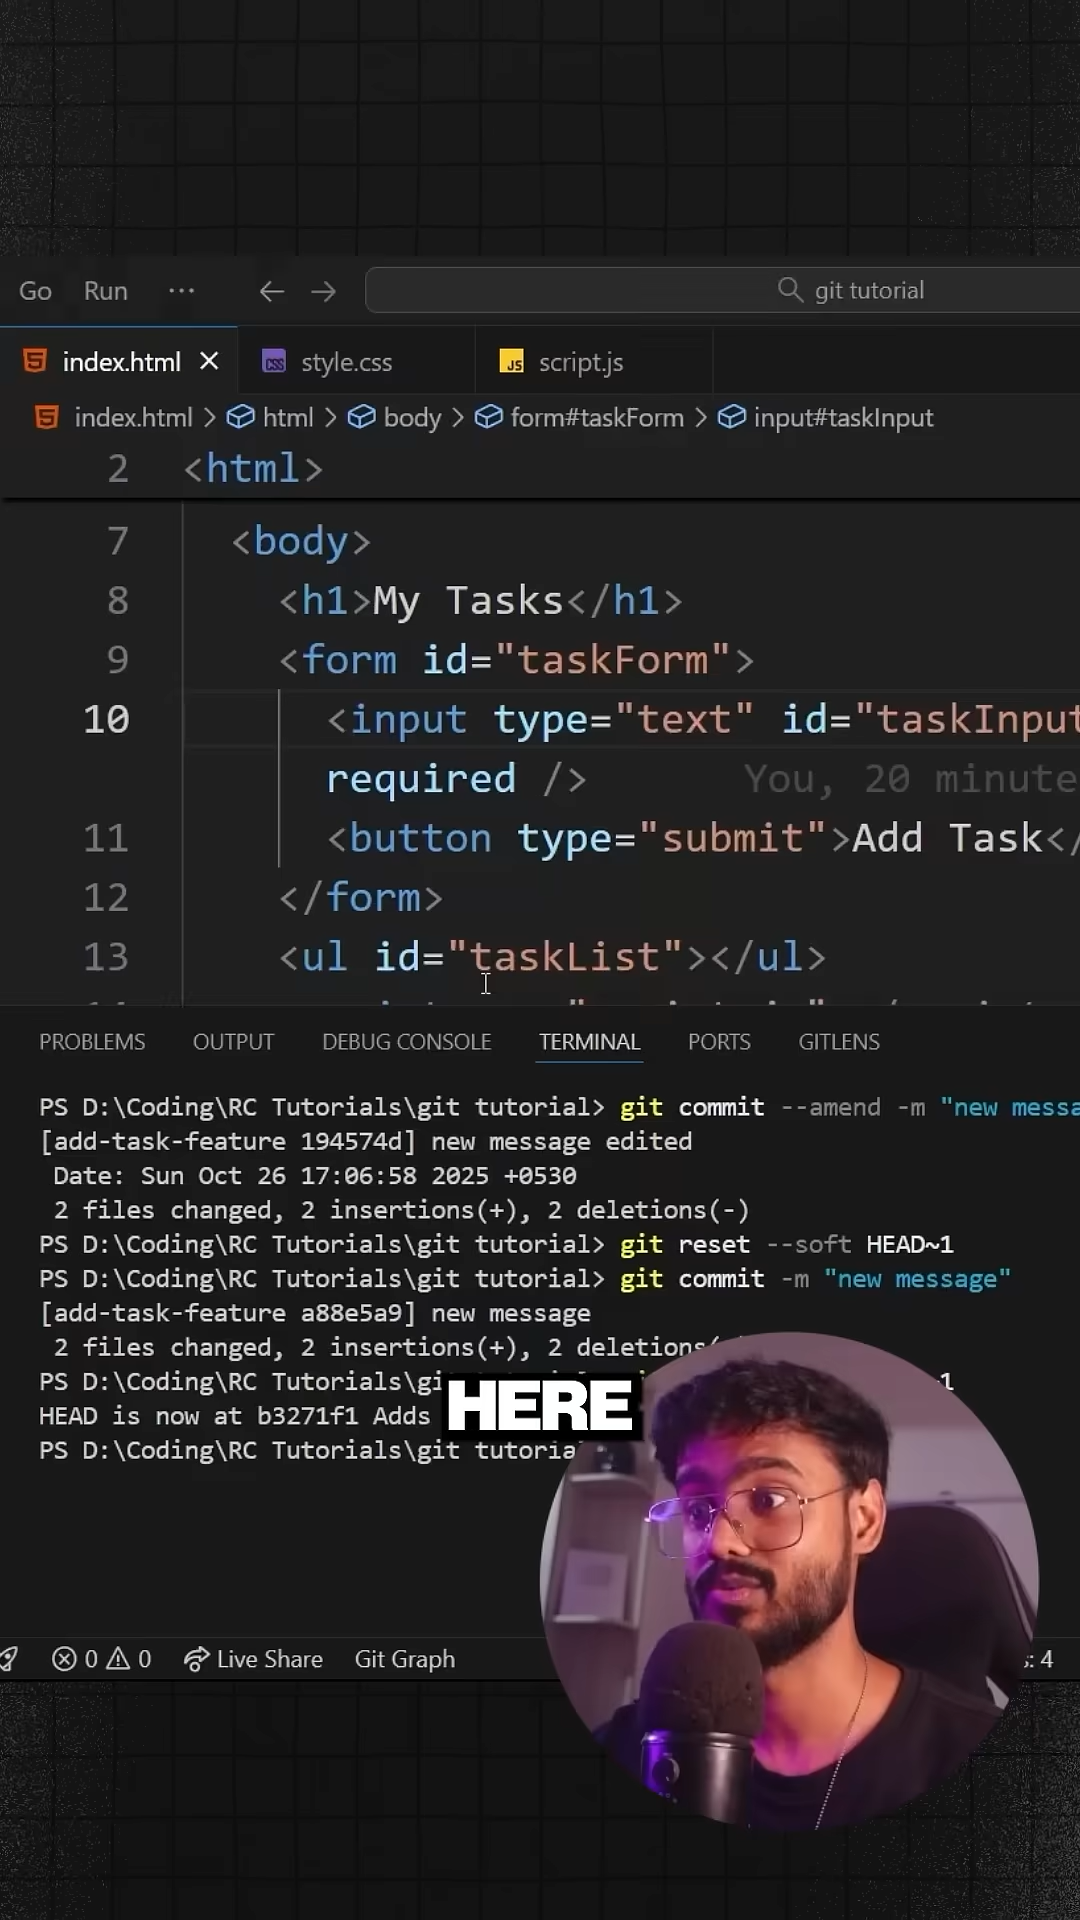 Go Run ··· ← → git tutorial
index.html × style.css script.js
index.html > html > body > form#taskForm > input#taskInput
2 <html>
7 <body>
8 <h1>My Tasks</h1>
9 <form id="taskForm">
10 <input type="text" id="taskInput
required /> You, 20 minute
11 <button type="submit">Add Task</
12 </form>
13 <ul id="taskList"></ul>
PROBLEMS OUTPUT DEBUG CONSOLE TERMINAL PORTS GITLENS
PS D:\Coding\RC Tutorials\git tutorial> git commit --amend -m "new messa
[add-task-feature 194574d] new message edited
Date: Sun Oct 26 17:06:58 2025 +0530
2 files changed, 2 insertions(+), 2 deletions(-)
PS D:\Coding\RC Tutorials\git tutorial> git reset --soft HEAD~1
PS D:\Coding\RC Tutorials\git tutorial> git commit -m "new message"
[add-task-feature a88e5a9] new message
2 files changed, 2 insertions(+), 2 deletions(
PS D:\Coding\RC Tutorials\g 1
HEAD is now at b3271f1 Adds
HERE
PS D:\Coding\RC Tutorials\git tutoria
0 0 Live Share Git Graph : 4